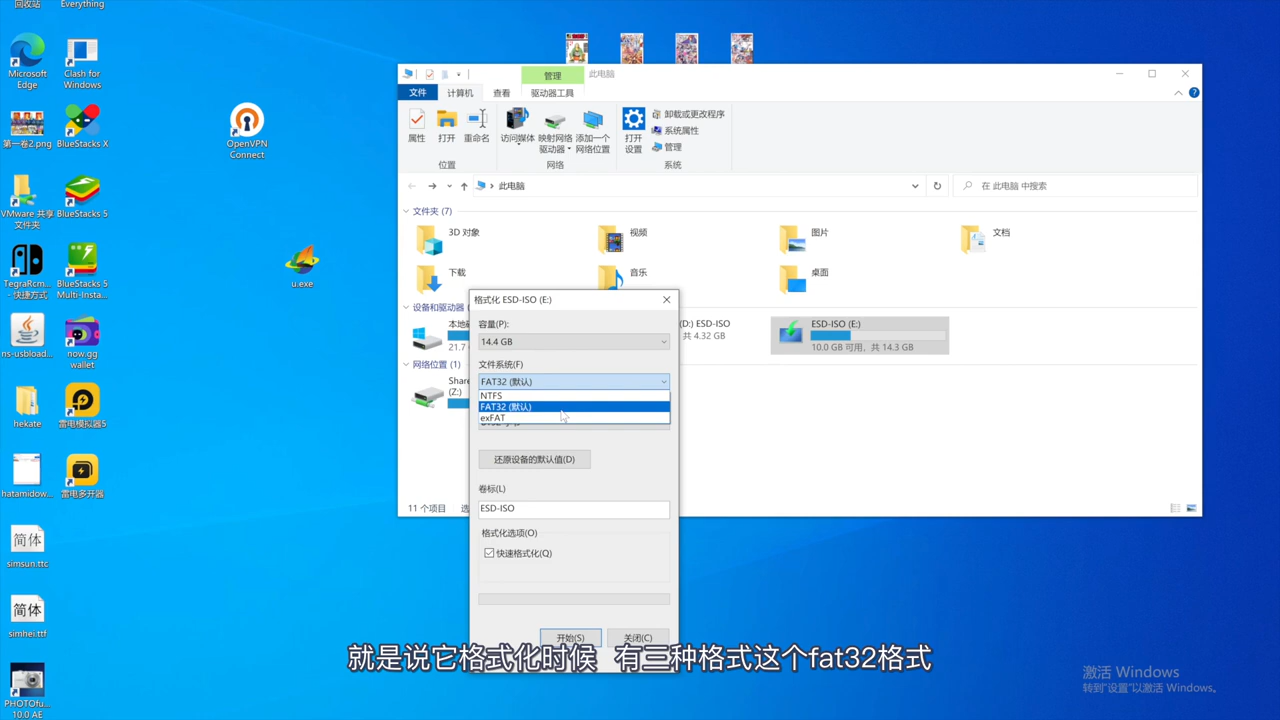 回收站
Everything
Microsoft
Edge
Clash for
Windows
第一卷2.png
BlueStacks X
OpenVPN
Connect
VMware 共享
文件夹
BlueStacks 5
u.exe
TegraRcm...
- 快捷方式
BlueStacks 5
Multi-Insta...
ns-usbload...
now.gg
wallet
hekate
雷电模拟器5
hatamidow...
雷电多开器
简体
simsun.ttc
简体
simhei.ttf
PHOTOfu...
10.0 AE
管理
此电脑
文件
计算机
查看
驱动器工具
属性
打开
重命名
位置
访问媒体
映射网络
驱动器
添加一个
网络位置
网络
打开
设置
卸载或更改程序
系统属性
管理
系统
此电脑
在 此电脑 中搜索
文件夹 (7)
3D 对象
视频
图片
文档
下载
音乐
桌面
设备和驱动器
本地磁
21.7
(D:) ESD-ISO
共 4.32 GB
ESD-ISO (E:)
10.0 GB 可用，共 14.3 GB
网络位置 (1)
Share
(Z:)
11 个项目
格式化 ESD-ISO (E:)
容量(P):
14.4 GB
文件系统(F)
FAT32 (默认)
NTFS
FAT32 (默认)
exFAT
还原设备的默认值(D)
卷标(L)
ESD-ISO
格式化选项(O)
快速格式化(Q)
开始(S)
关闭(C)
就是说它格式化时候 有三种格式这个fat32格式
激活 Windows
转到"设置"以激活 Windows。